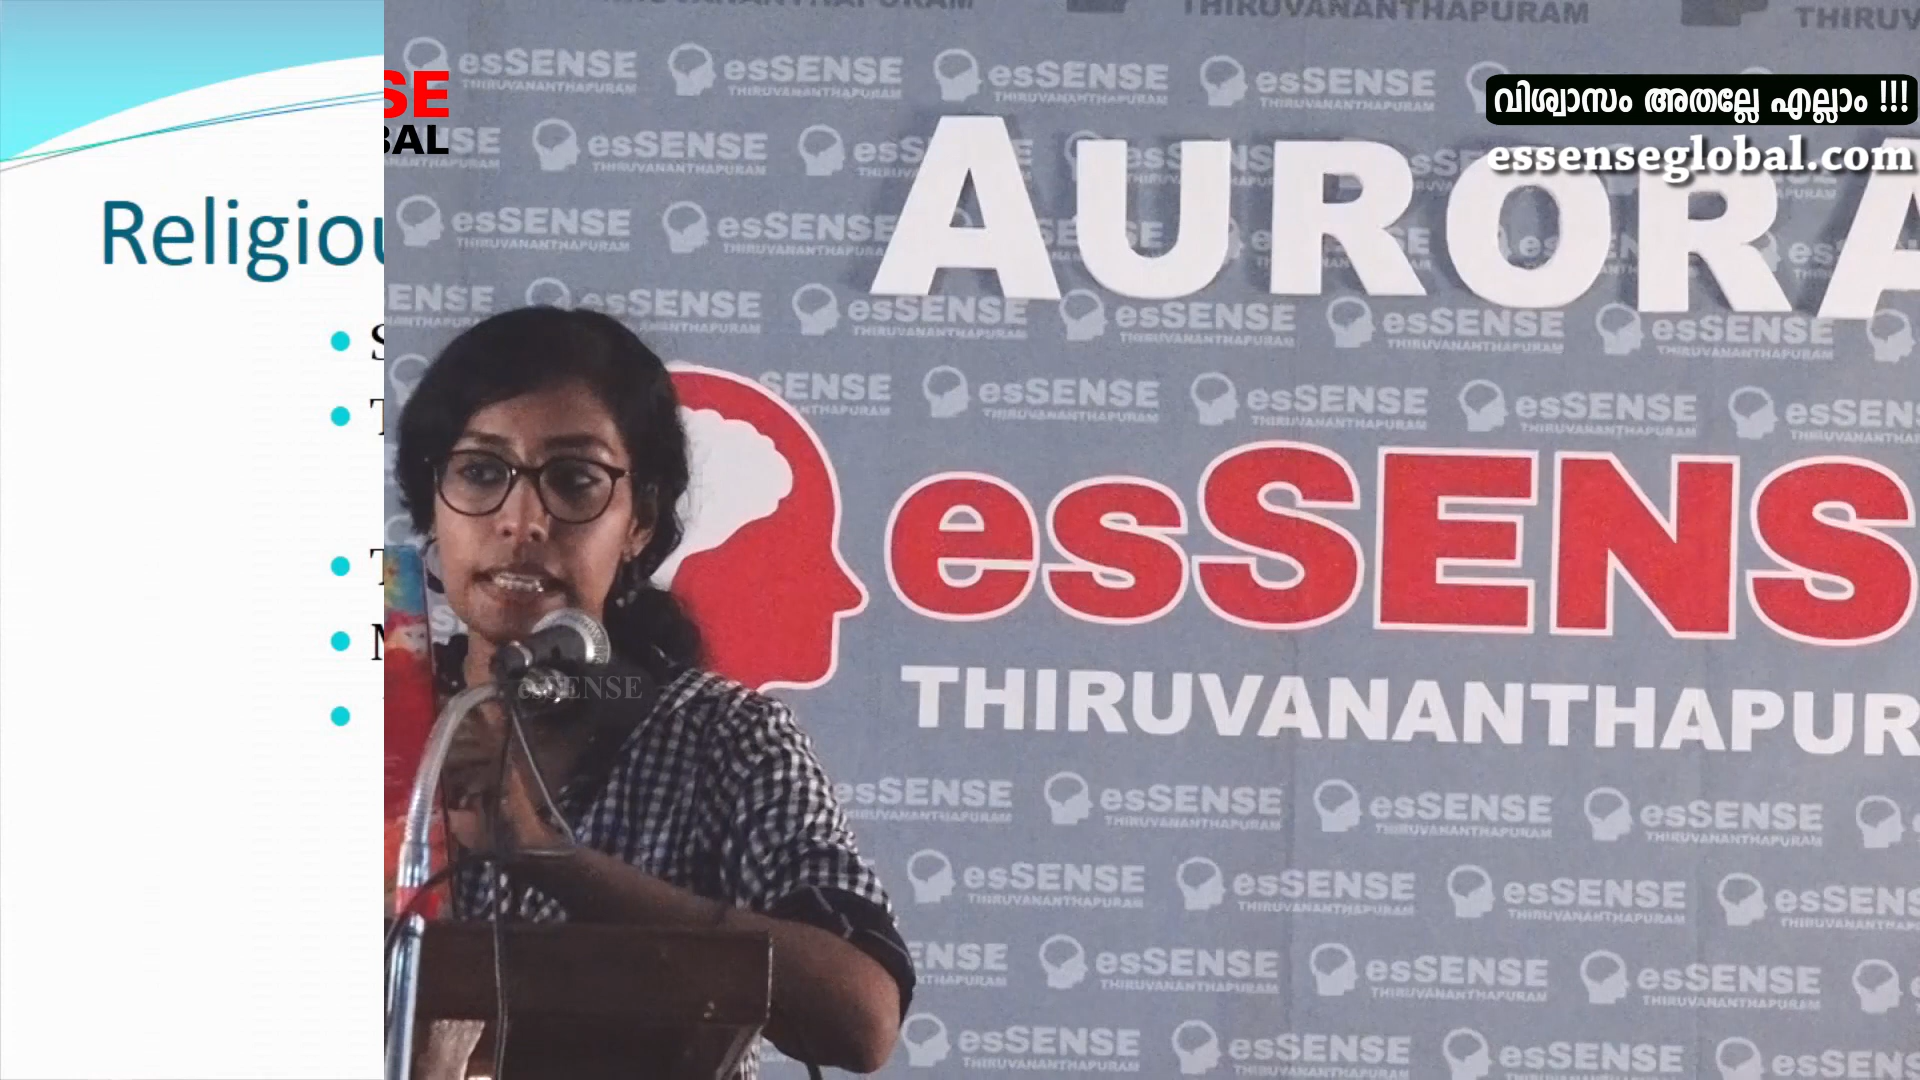 വിശ്വാസം അതല്ലേ എല്ലാം !!!
essenseglobal.com
SE
BAL
AURORA
esSENS
THIRUVANANTHAPUR
Religiou
esSENSE
THIRUVANANTHAPURAM